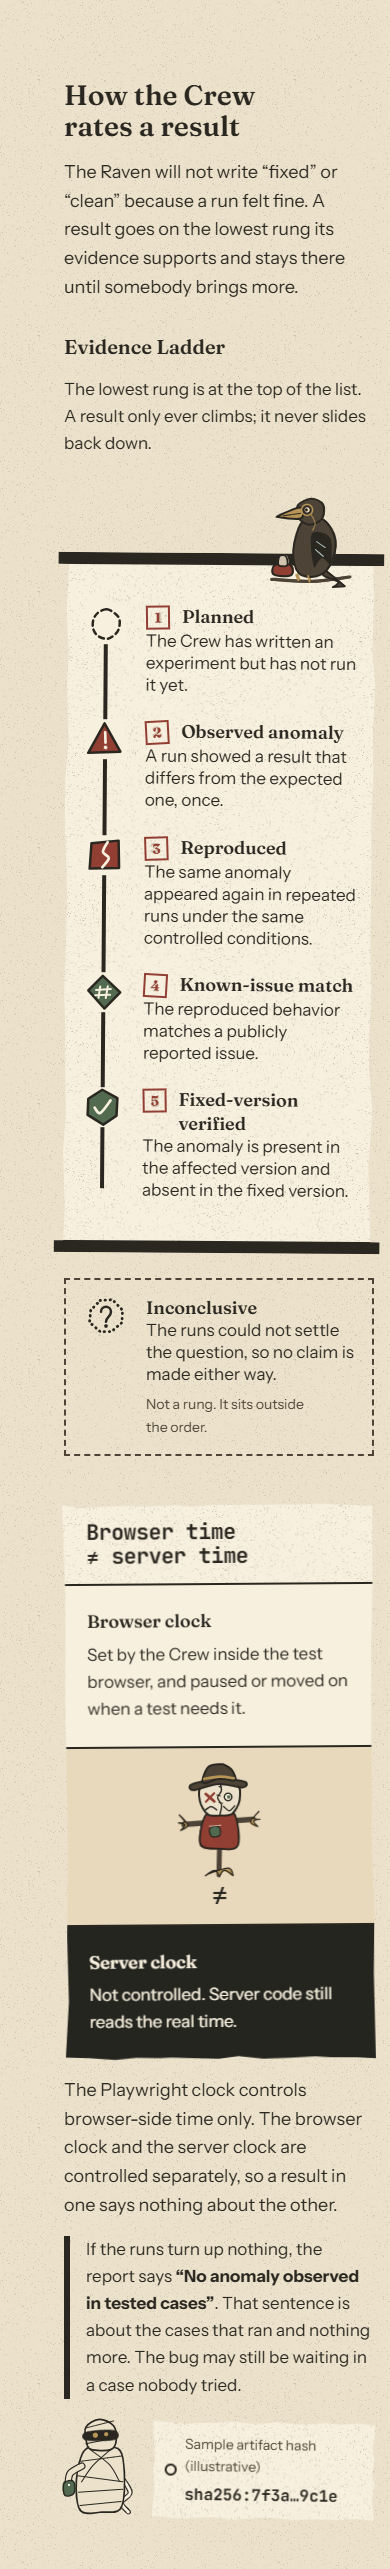 How the Crew
rates a result
The Raven will not write “fixed” or
“clean” because a run felt fine. A
result goes on the lowest rung its
evidence supports and stays there
until somebody brings more.
Evidence Ladder
The lowest rung is at the top of the list.
A result only ever climbs; it never slides
back down.
1 Planned
The Crew has written an
experiment but has not run
it yet.
2 Observed anomaly
A run showed a result that
differs from the expected
one, once.
3 Reproduced
The same anomaly
appeared again in repeated
runs under the same
controlled conditions.
4 Known-issue match
The reproduced behavior
matches a publicly
reported issue.
5 Fixed-version
verified
The anomaly is present in
the affected version and
absent in the fixed version.
Inconclusive
The runs could not settle
the question, so no claim is
made either way.
Not a rung. It sits outside
the order.
Browser time
≠ server time
Browser clock
Set by the Crew inside the test
browser, and paused or moved on
when a test needs it.
≠
Server clock
Not controlled. Server code still
reads the real time.
The Playwright clock controls
browser-side time only. The browser
clock and the server clock are
controlled separately, so a result in
one says nothing about the other.
If the runs turn up nothing, the
report says “No anomaly observed
in tested cases”. That sentence is
about the cases that ran and nothing
more. The bug may still be waiting in
a case nobody tried.
Sample artifact hash
(illustrative)
sha256:7f3a…9c1e